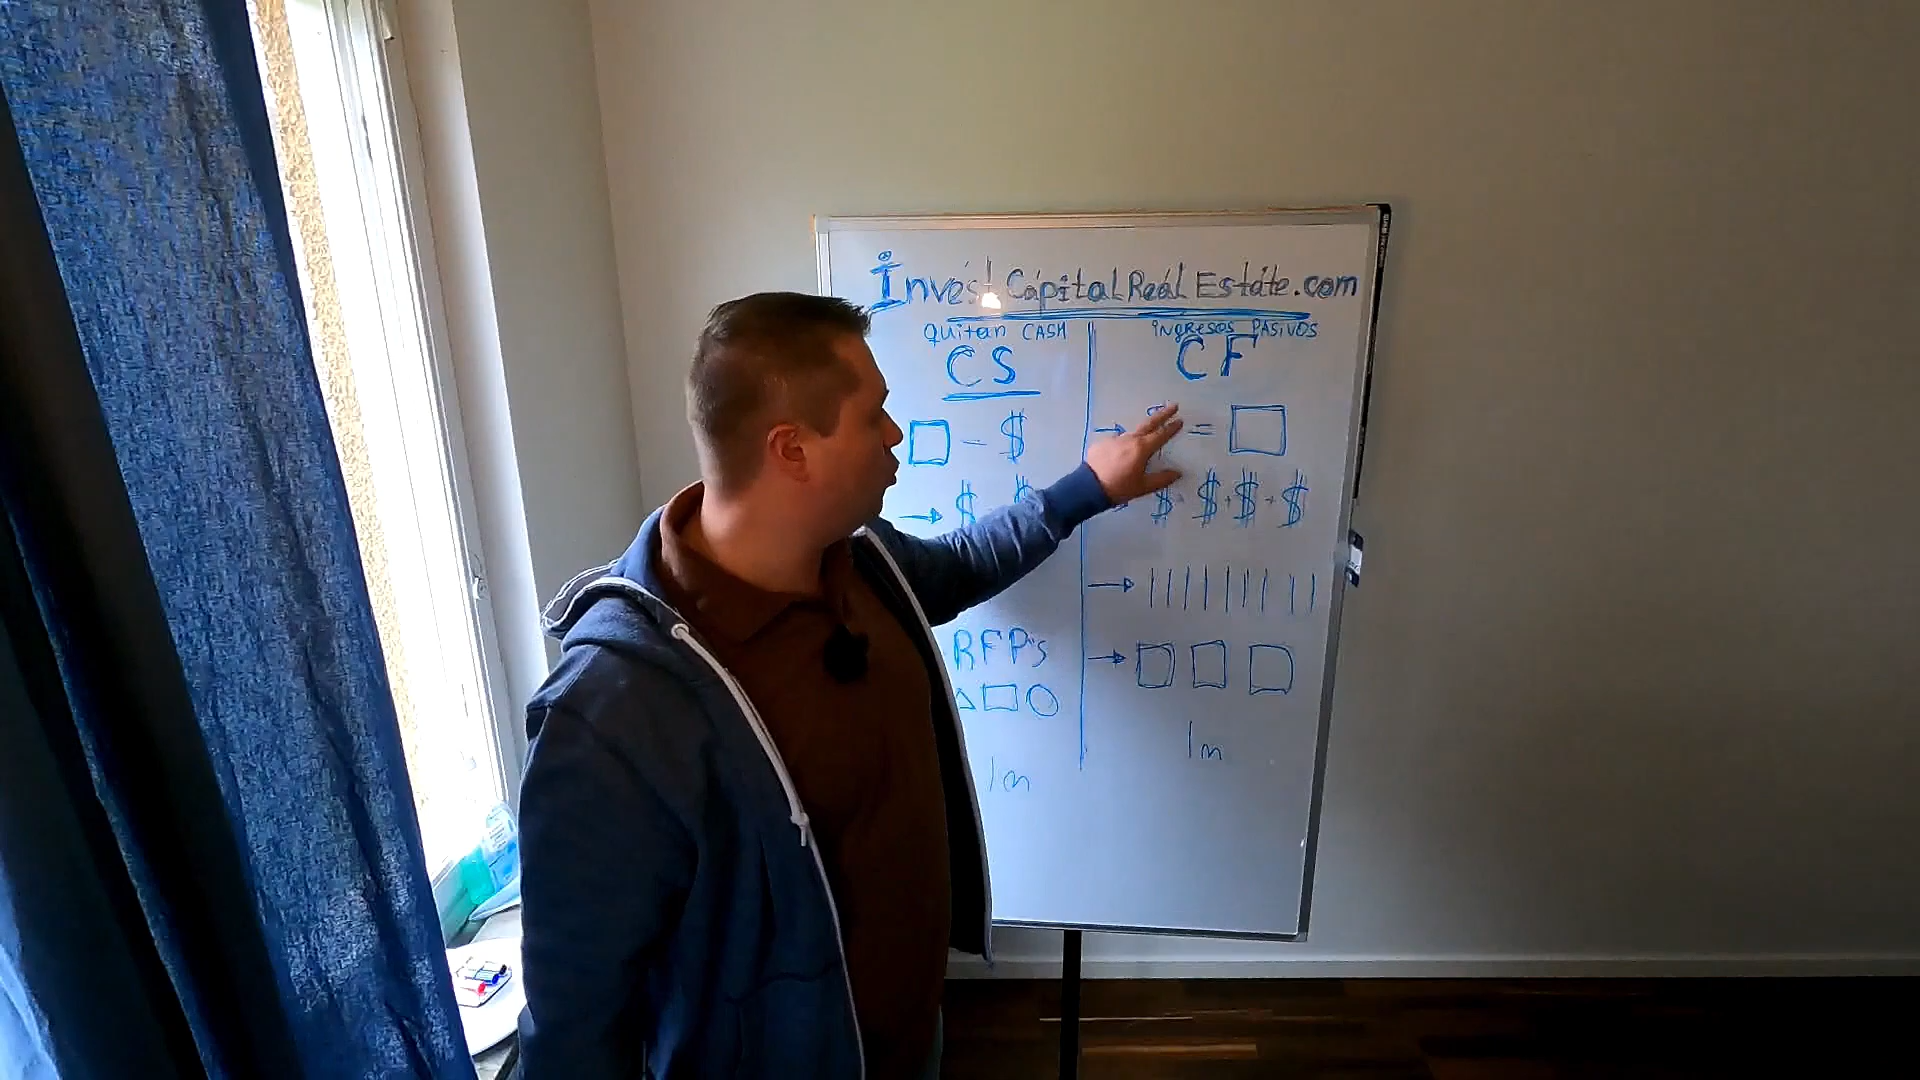 InvestCapitalRealEstate.com
Quitan CASH
ingResos PASIVOS
CS
CF
- $
$ =
→ $ $
→ $ + $ + $ + $
RFP's
1m
1m